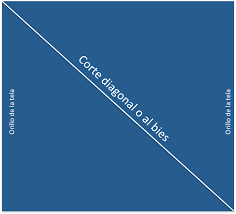 Corte diagonal o al bies
Orillo de la tela
Orillo de la tela